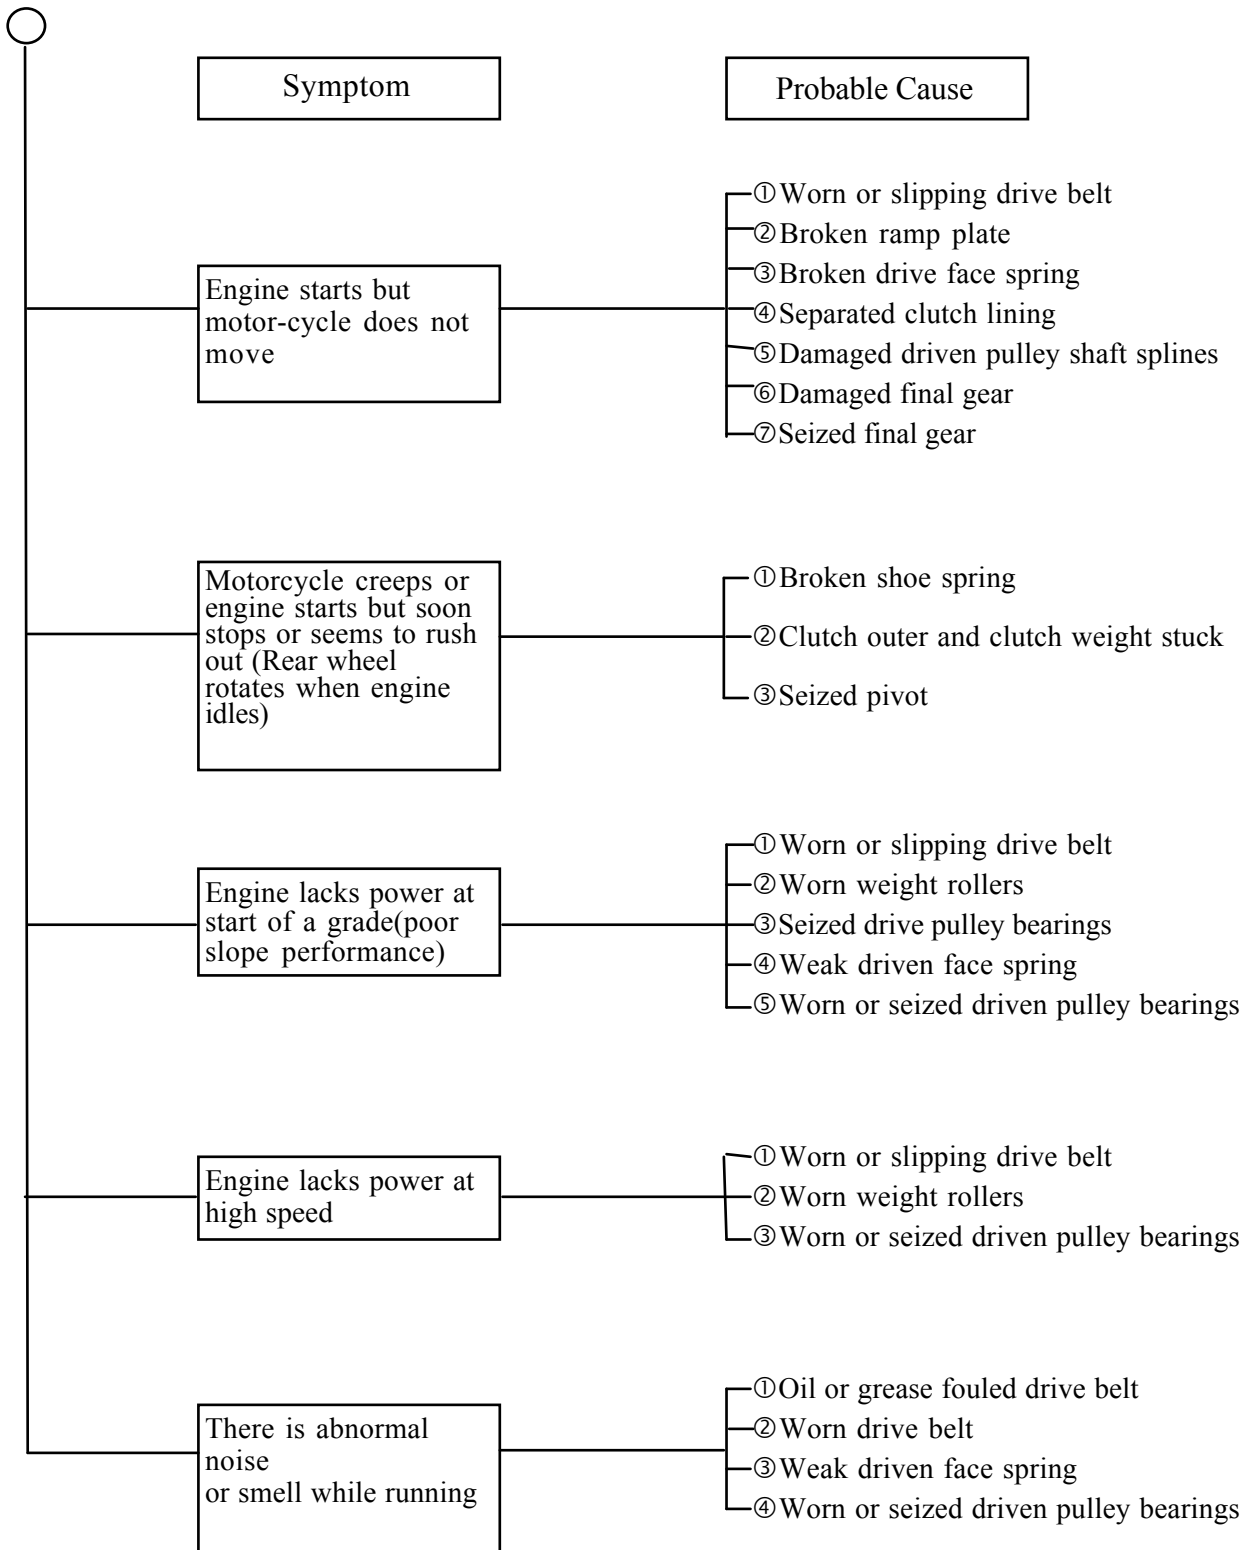 Symptom
Probable Cause
Engine starts but
motor-cycle does not
move
①Worn or slipping drive belt
②Broken ramp plate
③Broken drive face spring
④Separated clutch lining
⑤Damaged driven pulley shaft splines
⑥Damaged final gear
⑦Seized final gear
Motorcycle creeps or
engine starts but soon
stops or seems to rush
out (Rear wheel
rotates when engine
idles)
①Broken shoe spring
②Clutch outer and clutch weight stuck
③Seized pivot
Engine lacks power at
start of a grade(poor
slope performance)
①Worn or slipping drive belt
②Worn weight rollers
③Seized drive pulley bearings
④Weak driven face spring
⑤Worn or seized driven pulley bearings
Engine lacks power at
high speed
①Worn or slipping drive belt
②Worn weight rollers
③Worn or seized driven pulley bearings
There is abnormal
noise
or smell while running
①Oil or grease fouled drive belt
②Worn drive belt
③Weak driven face spring
④Worn or seized driven pulley bearings